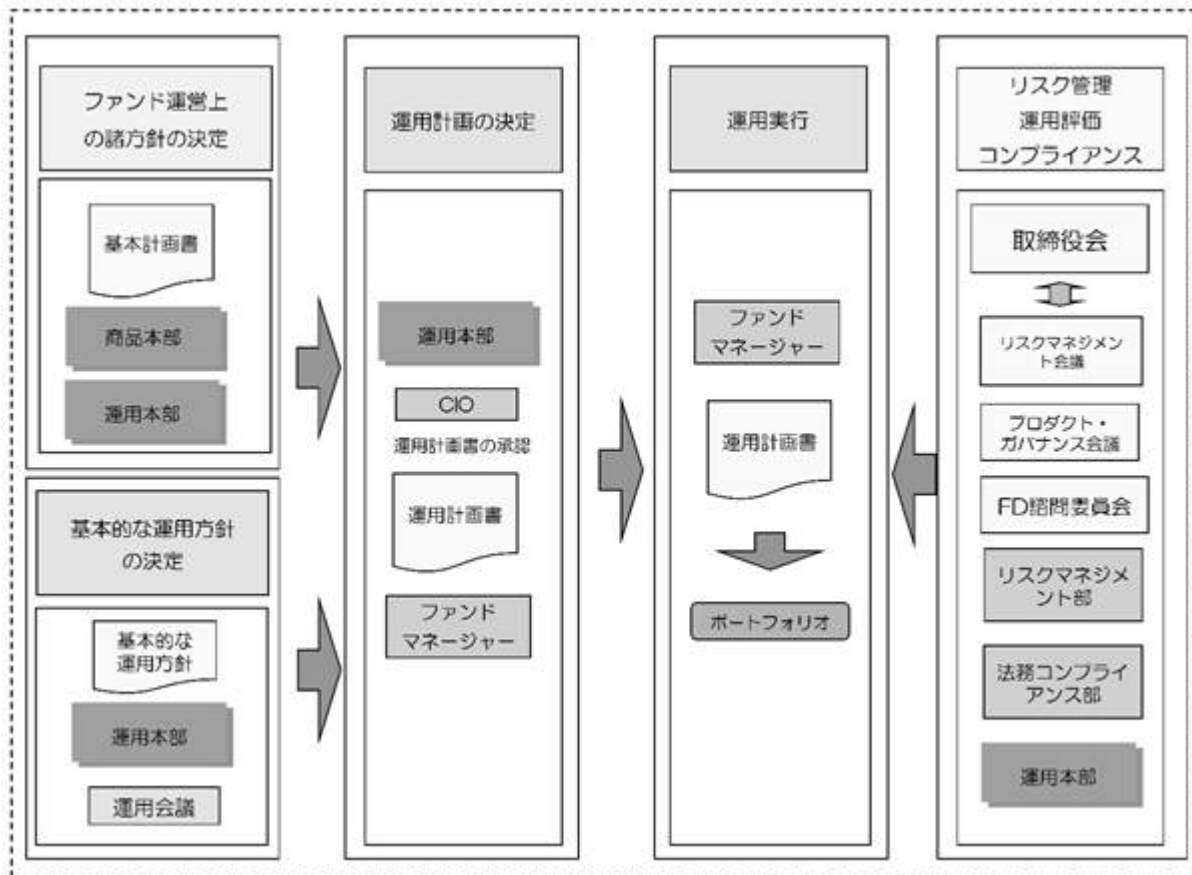 ファンド運営上
の諸方針の決定
基本計画書
商品本部
運用本部
基本的な運用方針
の決定
基本的な
運用方針
運用本部
運用会議
運用計画の決定
運用本部
CIO
運用計画書の承認
運用計画書
ファンド
マネージャー
運用実行
ファンド
マネージャー
運用計画書
ポートフォリオ
リスク管理
運用評価
コンプライアンス
取締役会
リスクマネジメン
ト会議
プロダクト・
ガバナンス会議
FD諮問委員会
リスクマネジメ
ント部
法務コンプライ
アンス部
運用本部